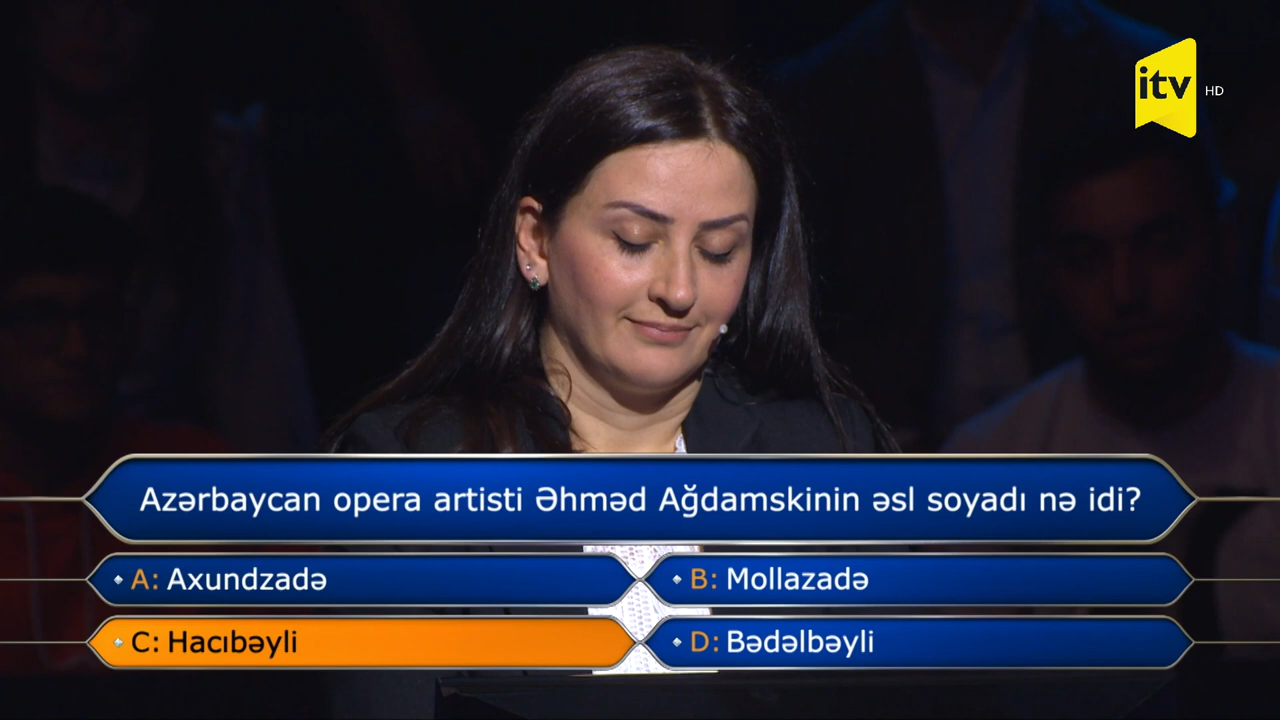 itv HD
Azərbaycan opera artisti Əhməd Ağdamskinin əsl soyadı nə idi?
A: Axundzadə
B: Mollazadə
C: Hacıbəyli
D: Bədəlbəyli